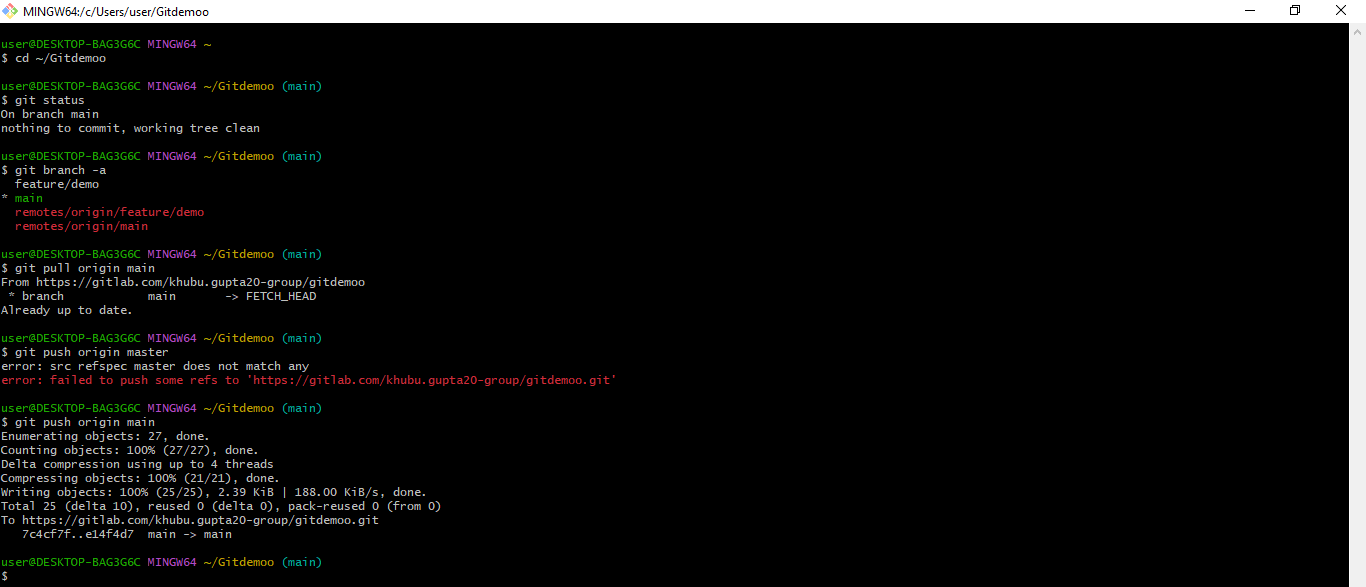 MINGW64:/c/Users/user/Gitdemoo
user@DESKTOP-BAG3G6C MINGW64 ~
$ cd ~/Gitdemoo
user@DESKTOP-BAG3G6C MINGW64 ~/Gitdemoo (main)
$ git status
On branch main
nothing to commit, working tree clean
user@DESKTOP-BAG3G6C MINGW64 ~/Gitdemoo (main)
$ git branch -a
  feature/demo
* main
  remotes/origin/feature/demo
  remotes/origin/main
user@DESKTOP-BAG3G6C MINGW64 ~/Gitdemoo (main)
$ git pull origin main
From https://gitlab.com/khubu.gupta20-group/gitdemoo
 * branch            main       -> FETCH_HEAD
Already up to date.
user@DESKTOP-BAG3G6C MINGW64 ~/Gitdemoo (main)
$ git push origin master
error: src refspec master does not match any
error: failed to push some refs to 'https://gitlab.com/khubu.gupta20-group/gitdemoo.git'
user@DESKTOP-BAG3G6C MINGW64 ~/Gitdemoo (main)
$ git push origin main
Enumerating objects: 27, done.
Counting objects: 100% (27/27), done.
Delta compression using up to 4 threads
Compressing objects: 100% (21/21), done.
Writing objects: 100% (25/25), 2.39 KiB | 188.00 KiB/s, done.
Total 25 (delta 10), reused 0 (delta 0), pack-reused 0 (from 0)
To https://gitlab.com/khubu.gupta20-group/gitdemoo.git
   7c4cf7f..e14f4d7  main -> main
user@DESKTOP-BAG3G6C MINGW64 ~/Gitdemoo (main)
$